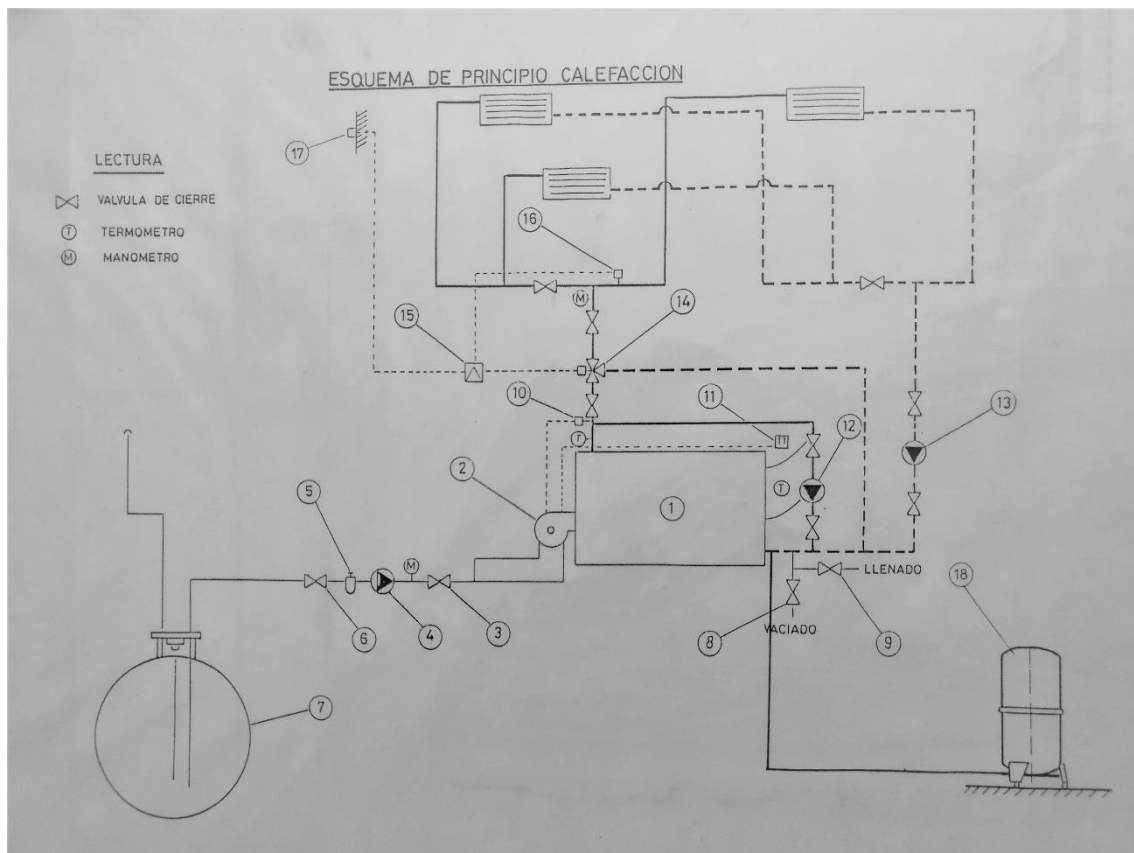 ESQUEMA DE PRINCIPIO CALEFACCION
17
LECTURA
VALVULA DE CIERRE
T TERMOMETRO
M MANOMETRO
16
M
15
14
10
11
T
12
13
2
5
1
T
M
LLENADO
6
4
3
8
VACIADO
9
18
7